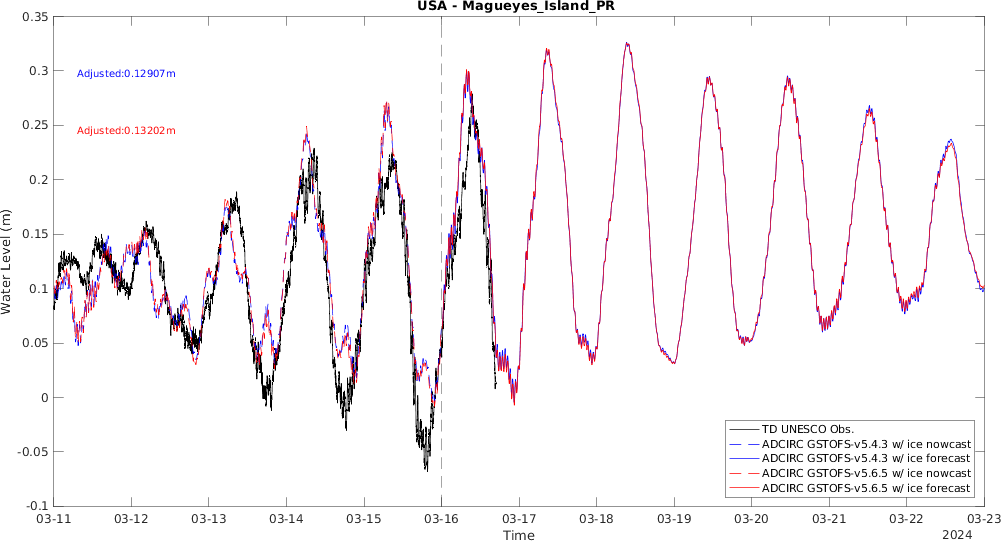 USA - Magueyes_Island_PR
0.35
0.3
0.25
0.2
0.15
0.1
0.05
0
-0.05
-0.1
Water Level (m)
Adjusted:0.12907m
Adjusted:0.13202m
TD UNESCO Obs.
ADCIRC GSTOFS-v5.4.3 w/ ice nowcast
ADCIRC GSTOFS-v5.4.3 w/ ice forecast
ADCIRC GSTOFS-v5.6.5 w/ ice nowcast
ADCIRC GSTOFS-v5.6.5 w/ ice forecast
03-11 03-12 03-13 03-14 03-15 03-16 03-17 03-18 03-19 03-20 03-21 03-22 03-23
Time
2024